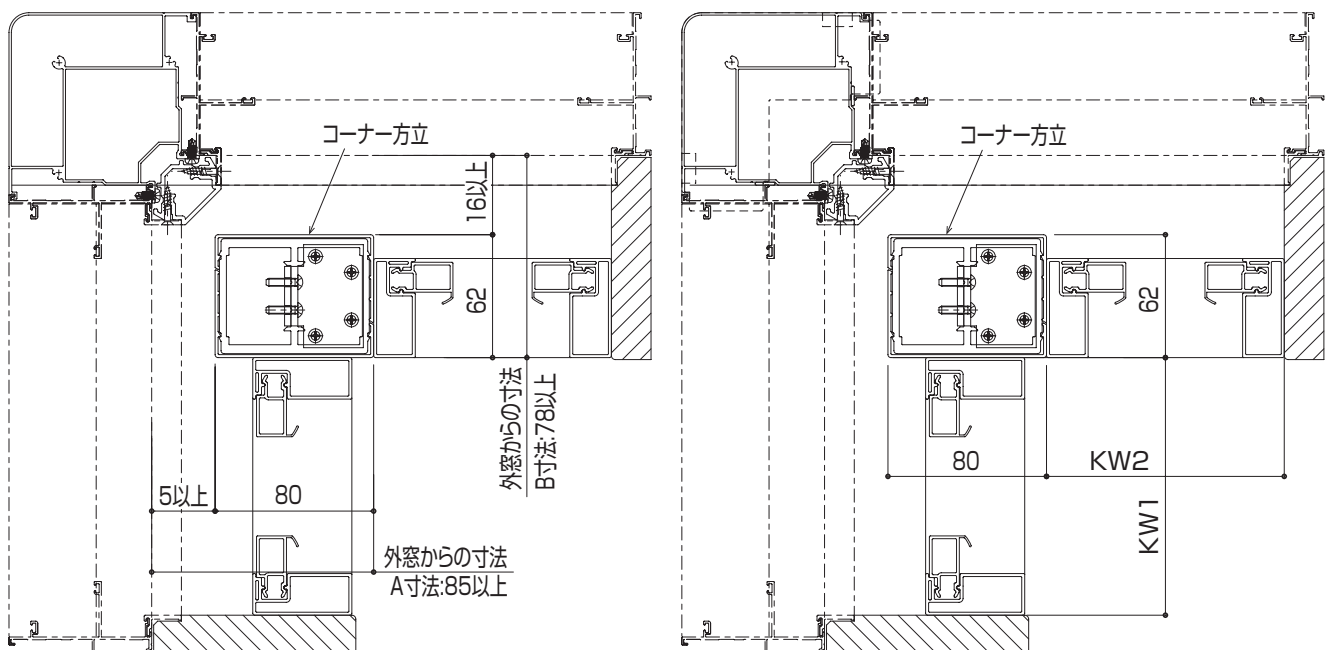 コーナー方立
16以上
62
外窓からの寸法
B寸法:78以上
5以上
80
外窓からの寸法
A寸法:85以上
コーナー方立
62
80
KW2
KW1